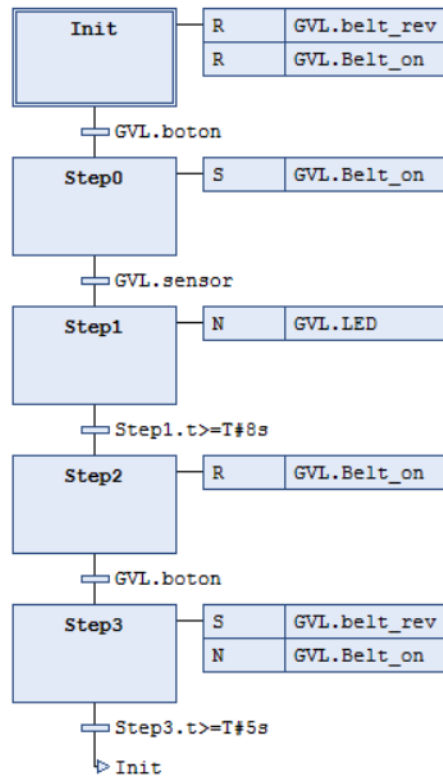 Init R GVL.belt_rev
R GVL.Belt_on
GVL.boton
Step0 S GVL.Belt_on
GVL.sensor
Step1 N GVL.LED
Step1.t>=T#8s
Step2 R GVL.Belt_on
GVL.boton
Step3 S GVL.belt_rev
N GVL.Belt_on
Step3.t>=T#5s
Init